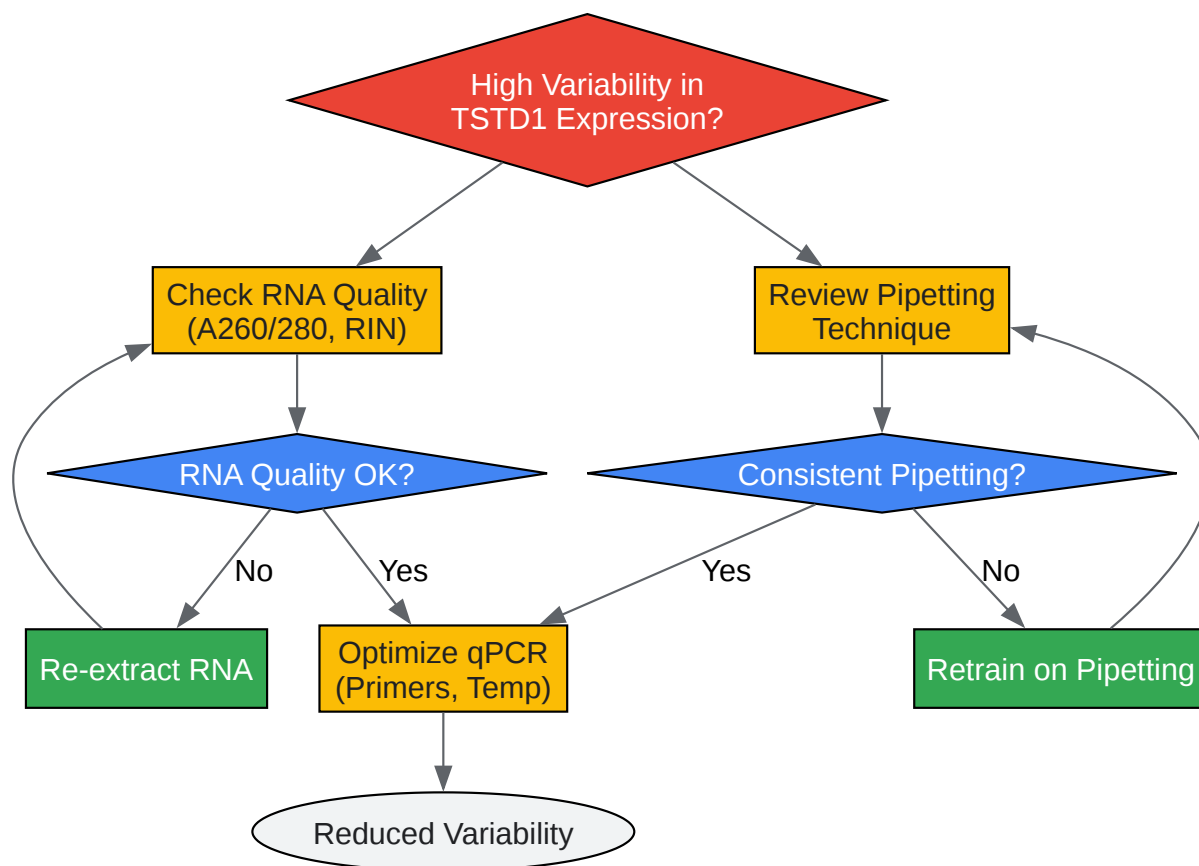 High Variability in
TSTD1 Expression?
Check RNA Quality
(A260/280, RIN)
Review Pipetting
Technique
RNA Quality OK?
Consistent Pipetting?
No
Yes
Yes
No
Re-extract RNA
Optimize qPCR
(Primers, Temp)
Retrain on Pipetting
Reduced Variability